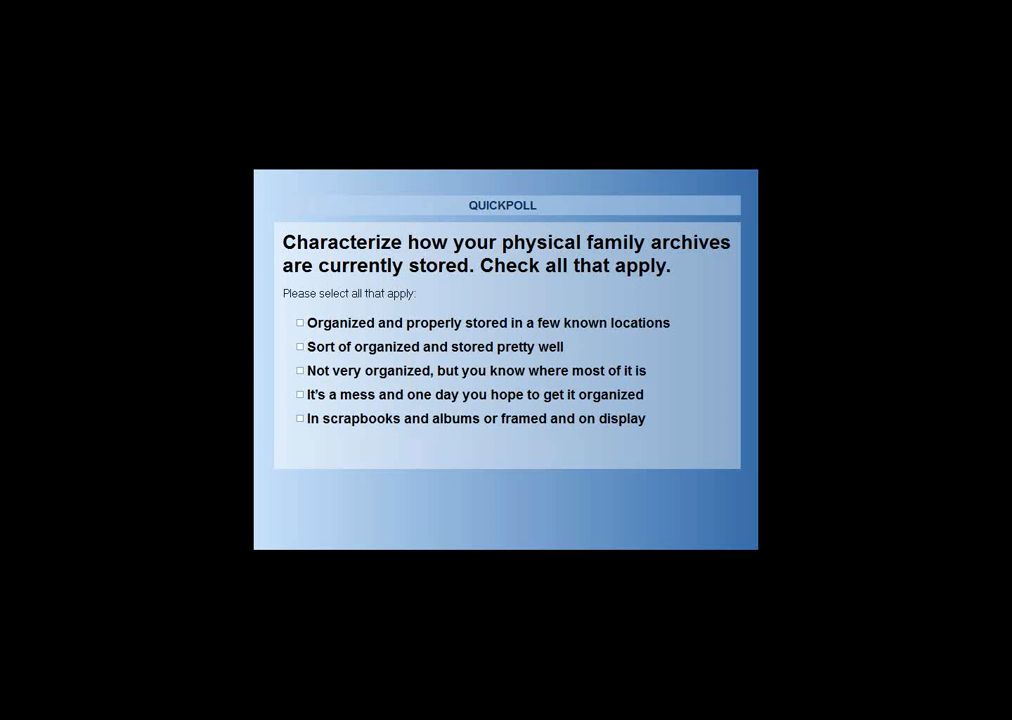 QUICKPOLL
Characterize how your physical family archives
are currently stored. Check all that apply.
Please select all that apply:
Organized and properly stored in a few known locations
Sort of organized and stored pretty well
Not very organized, but you know where most of it is
It's a mess and one day you hope to get it organized
In scrapbooks and albums or framed and on display